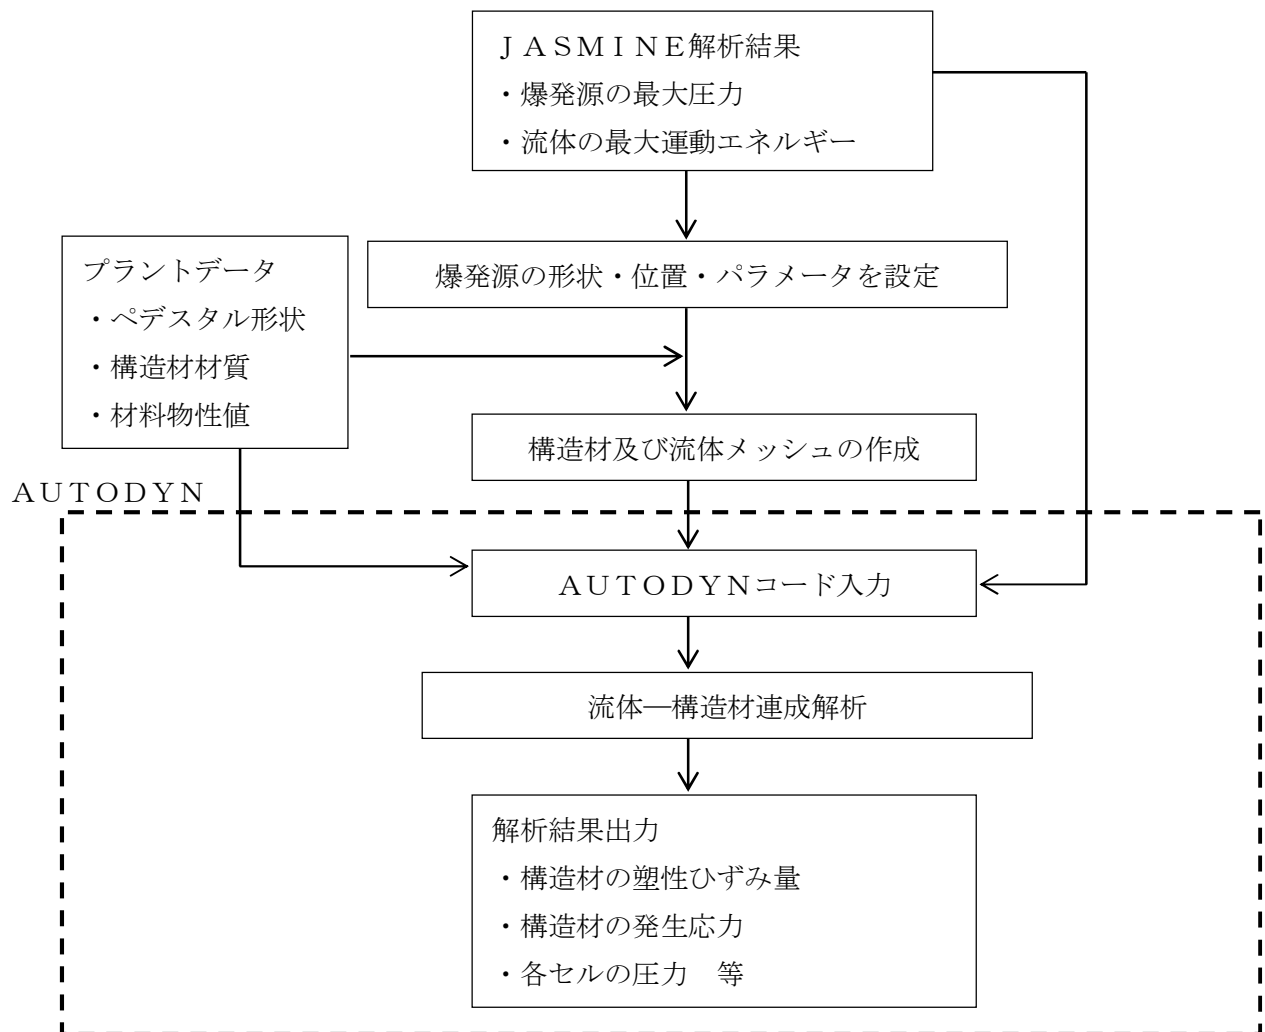 ＪＡＳＭＩＮＥ解析結果
・爆発源の最大圧力
・流体の最大運動エネルギー
爆発源の形状・位置・パラメータを設定
プラントデータ
・ペデスタル形状
・構造材材質
・材料物性値
構造材及び流体メッシュの作成
ＡＵＴＯＤＹＮ
ＡＵＴＯＤＹＮコード入力
流体―構造材連成解析
解析結果出力
・構造材の塑性ひずみ量
・構造材の発生応力
・各セルの圧力　等